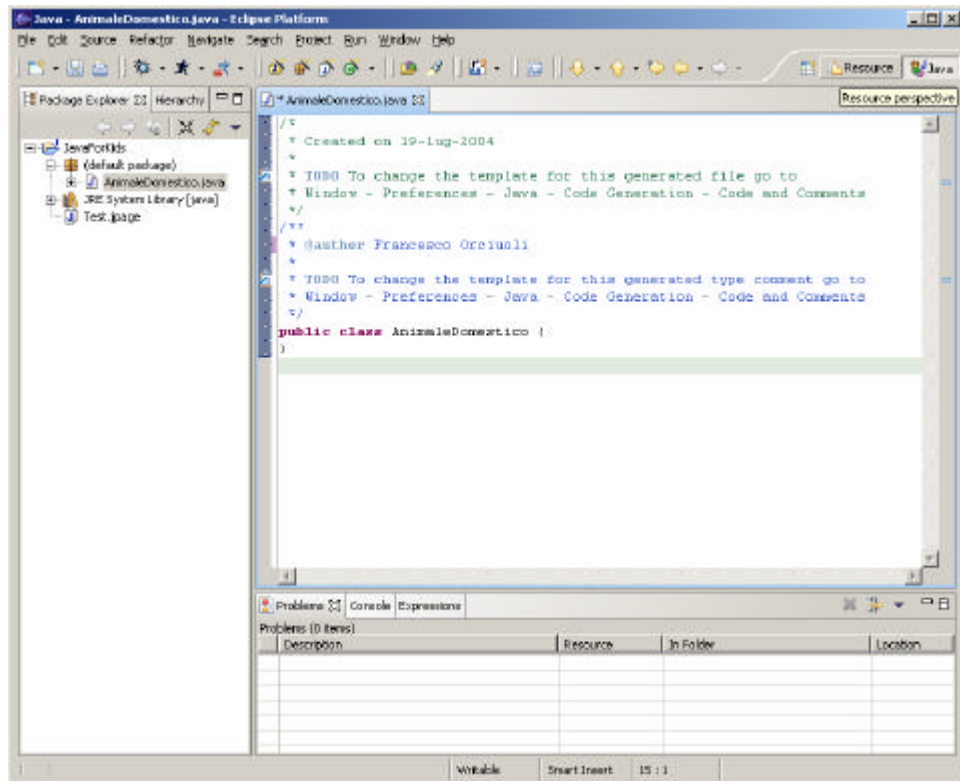 Java - AnimaleDomestico.java - Eclipse Platform
File Edit Source Refactor Navigate Search Project Run Window Help
Resource Java
Package Explorer Hierarchy
*AnimaleDomestico.java
Resource perspective
JavaForKids
(default package)
AnimaleDomestico.java
JRE System Library [java]
Test.jpage
/*
* Created on 19-lug-2004
*
* TODO To change the template for this generated file go to
* Window - Preferences - Java - Code Generation - Code and Comments
*/
/**
* @author Francesco Orciuoli
*
* TODO To change the template for this generated type comment go to
* Window - Preferences - Java - Code Generation - Code and Comments
*/
public class AnimaleDomestico {
}
Problems Console Expressions
Problems (0 items)
Description Resource In Folder Location
Writable Smart Insert 15 : 1